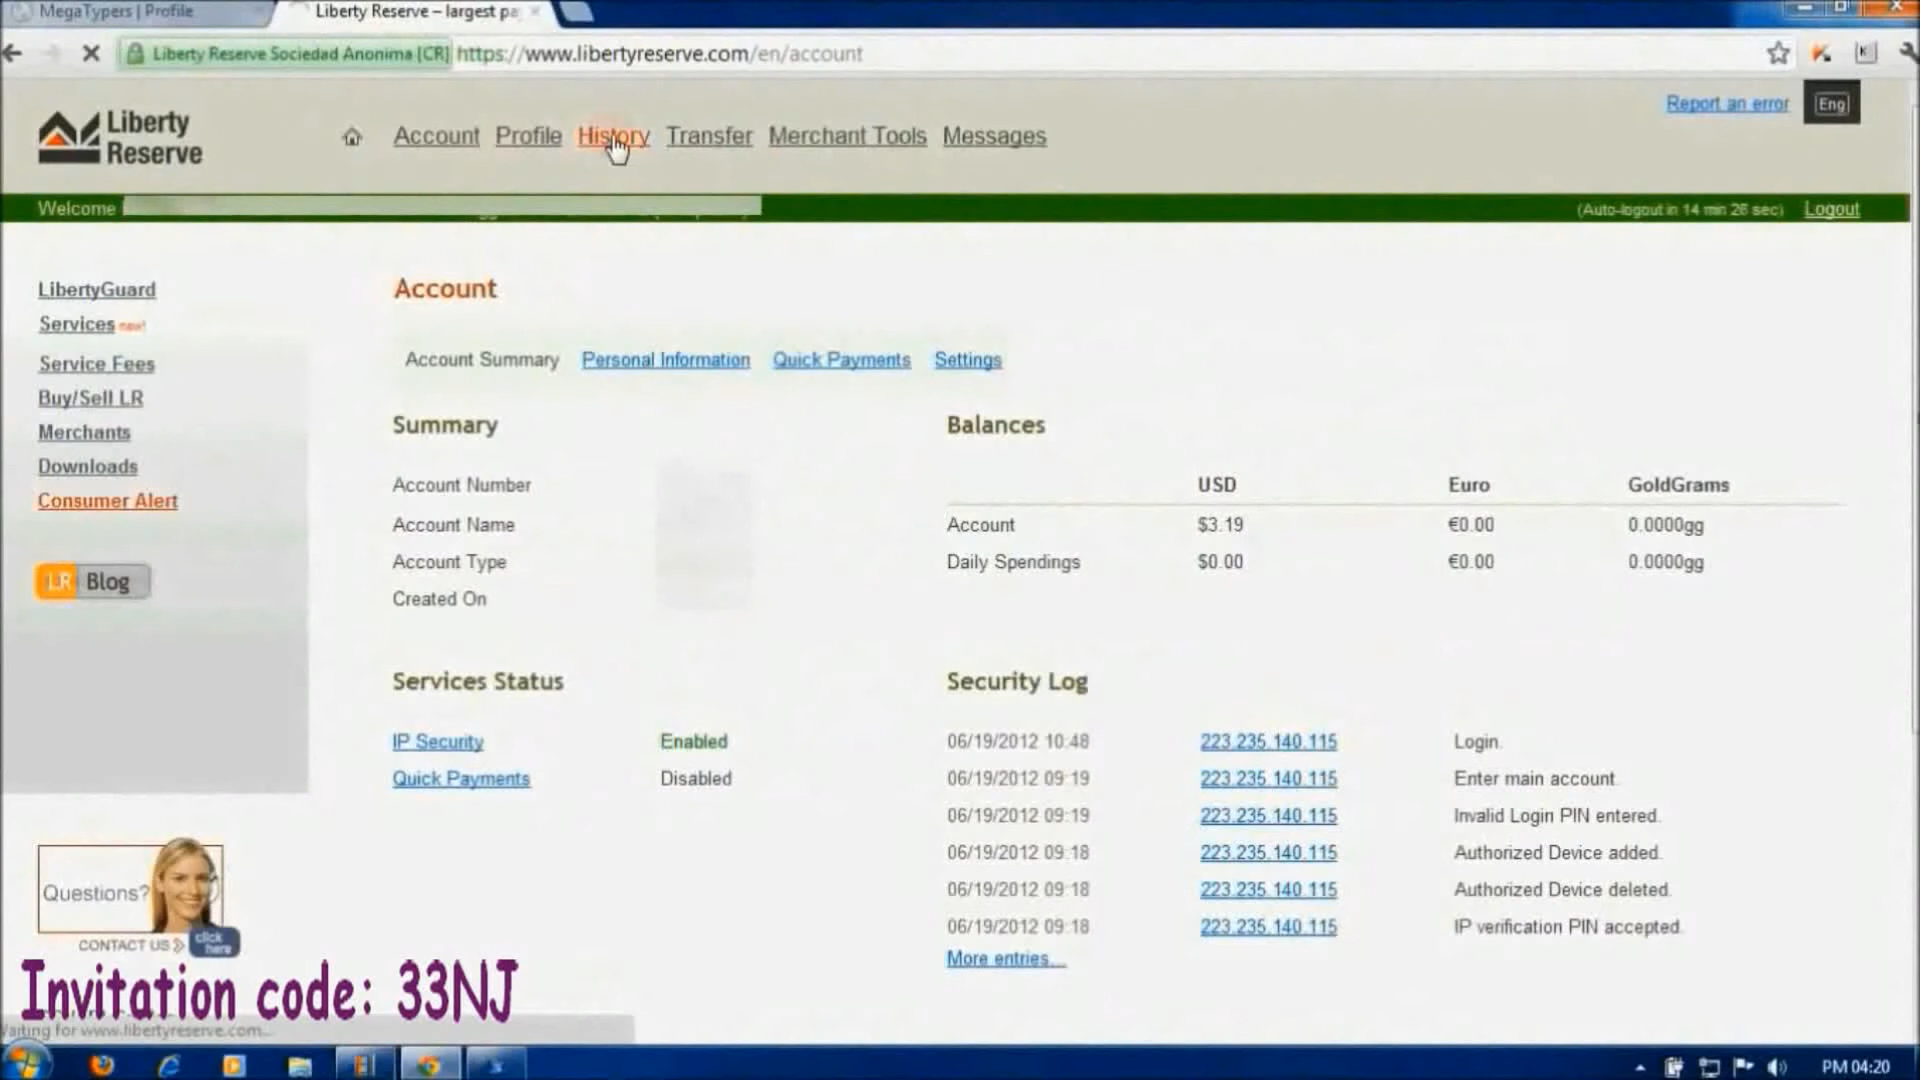 MegaTypers | Profile
Liberty Reserve – largest pa
Liberty Reserve Sociedad Anonima [CR] https://www.libertyreserve.com/en/account
Report an error Eng
Liberty Reserve
Account Profile History Transfer Merchant Tools Messages
Welcome
(Auto-logout in 14 min 26 sec) Logout
LibertyGuard
Services new!
Service Fees
Buy/Sell LR
Merchants
Downloads
Consumer Alert
LR Blog
Account
Account Summary Personal Information Quick Payments Settings
Summary
Account Number
Account Name
Account Type
Created On
Balances
USD Euro GoldGrams
Account $3.19 €0.00 0.0000gg
Daily Spendings $0.00 €0.00 0.0000gg
Services Status
IP Security Enabled
Quick Payments Disabled
Security Log
06/19/2012 10:48 223.235.140.115 Login.
06/19/2012 09:19 223.235.140.115 Enter main account.
06/19/2012 09:19 223.235.140.115 Invalid Login PIN entered.
06/19/2012 09:18 223.235.140.115 Authorized Device added.
06/19/2012 09:18 223.235.140.115 Authorized Device deleted.
06/19/2012 09:18 223.235.140.115 IP verification PIN accepted.
More entries...
Questions?
CONTACT US click here
Invitation code: 33NJ
Waiting for www.libertyreserve.com...
PM 04:20